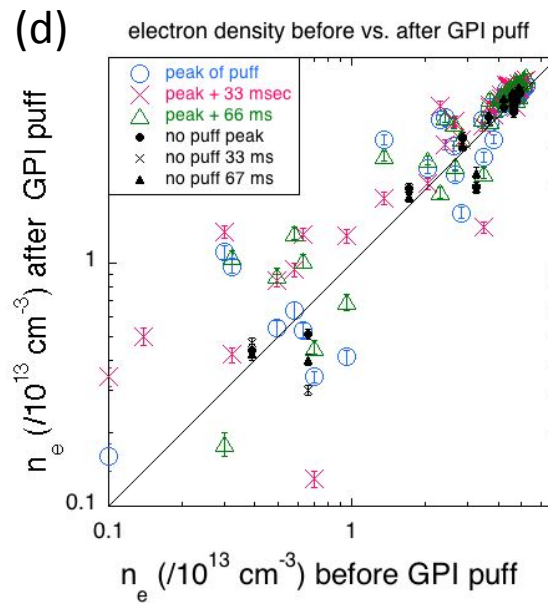 (d)
electron density before vs. after GPI puff
peak of puff
peak + 33 msec
peak + 66 ms
no puff peak
no puff 33 ms
no puff 67 ms
n_e (/10^13 cm^-3) after GPI puff
1
0.1
0.1
1
n_e (/10^13 cm^-3) before GPI puff